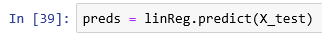 In [39]: preds = linReg.predict(X_test)